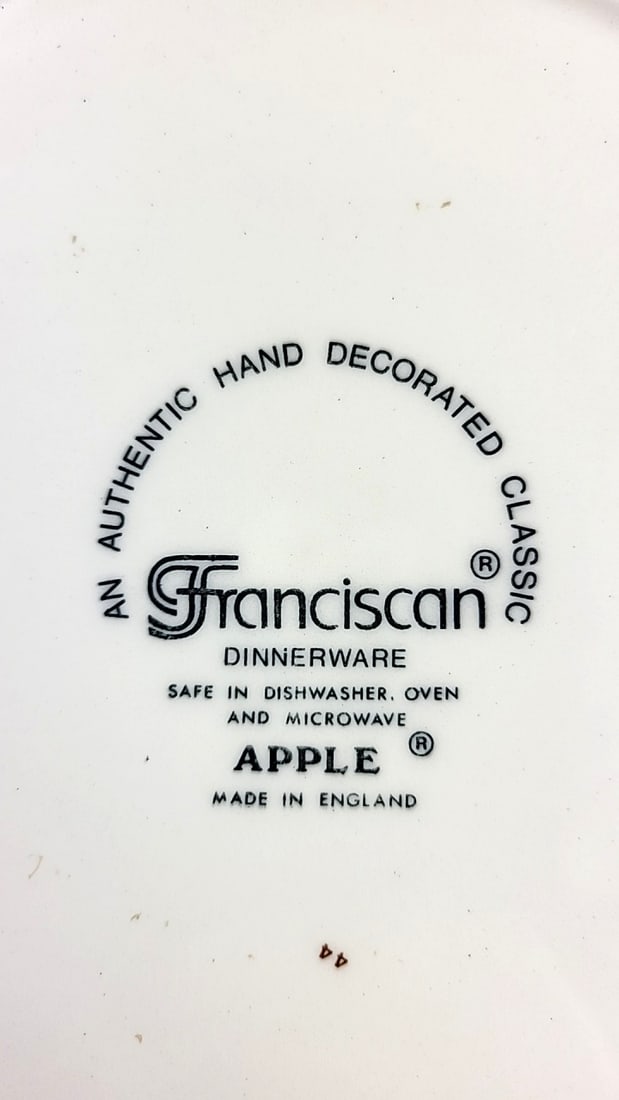 AN AUTHENTIC HAND DECORATED CLASSIC
Franciscan ®
DINNERWARE
SAFE IN DISHWASHER, OVEN
AND MICROWAVE
APPLE ®
MADE IN ENGLAND